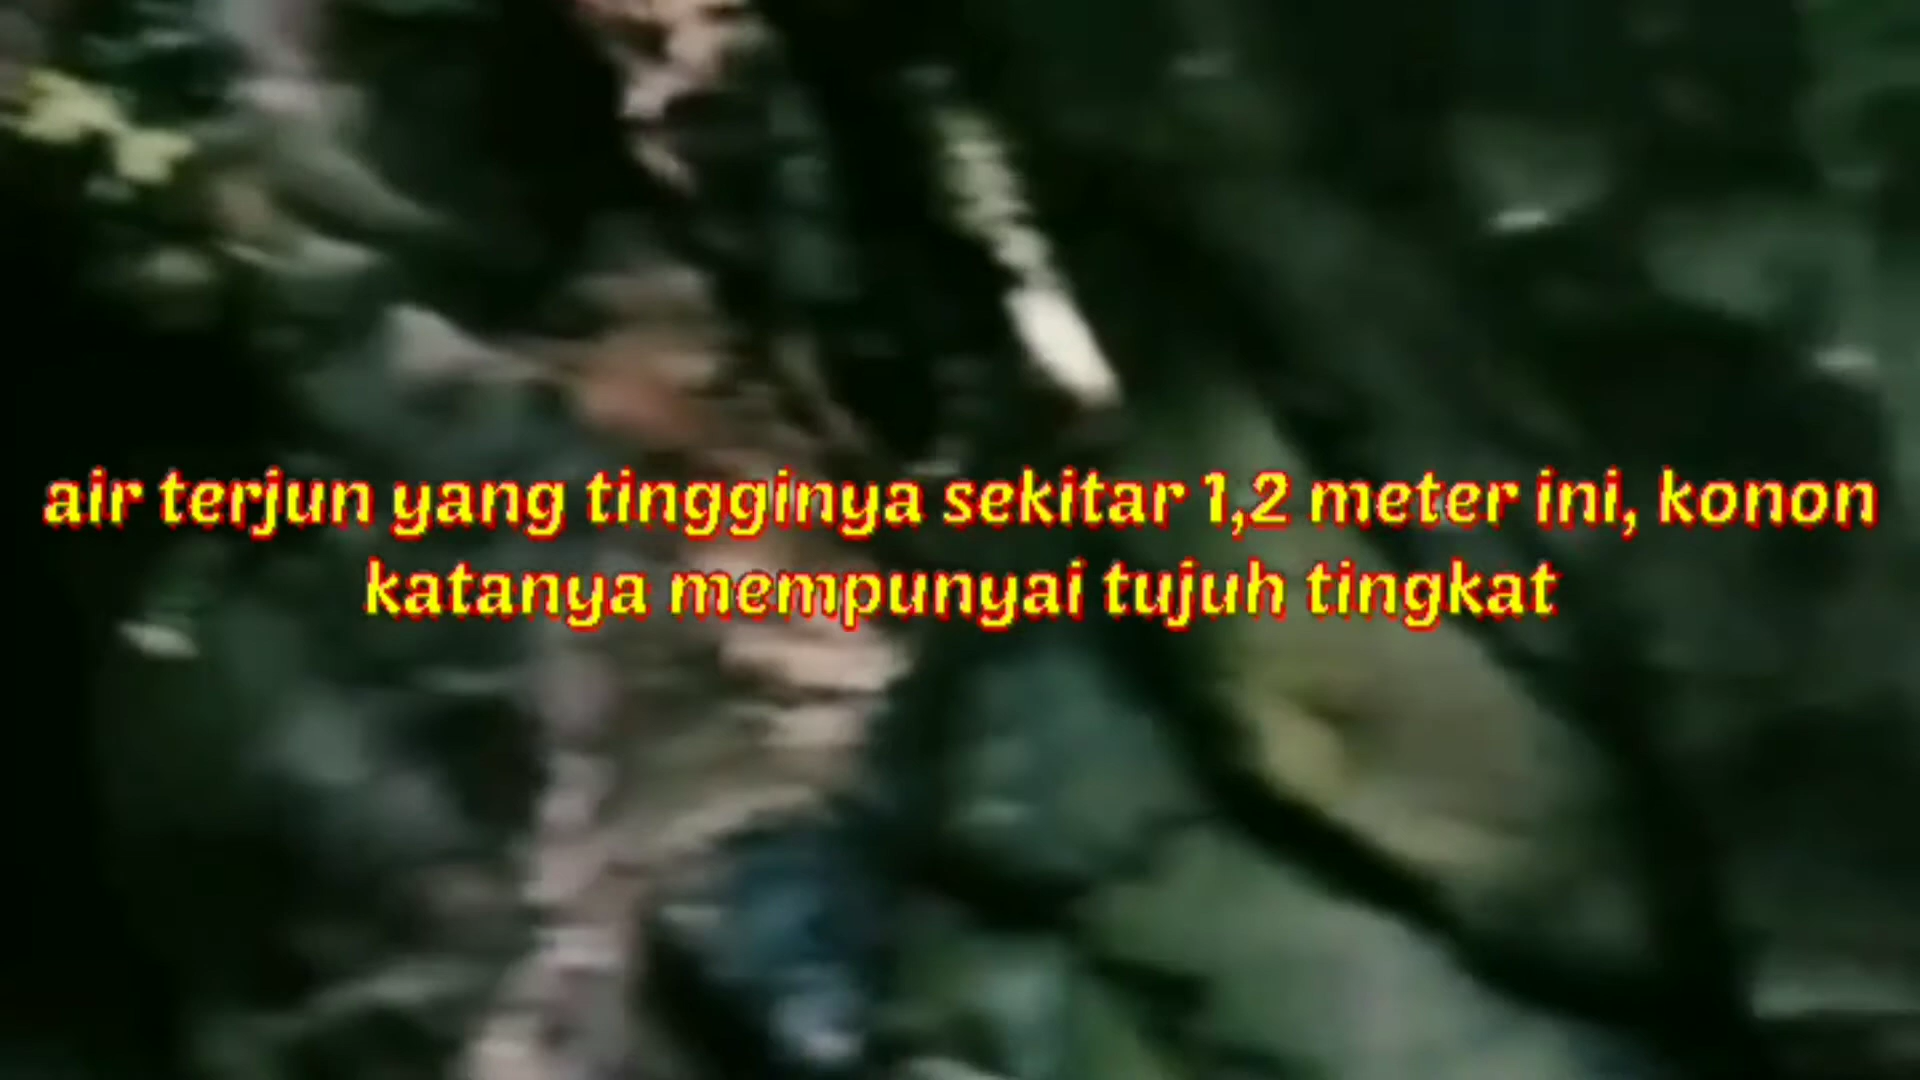 air terjun yang tingginya sekitar 1,2 meter ini, konon
katanya mempunyai tujuh tingkat